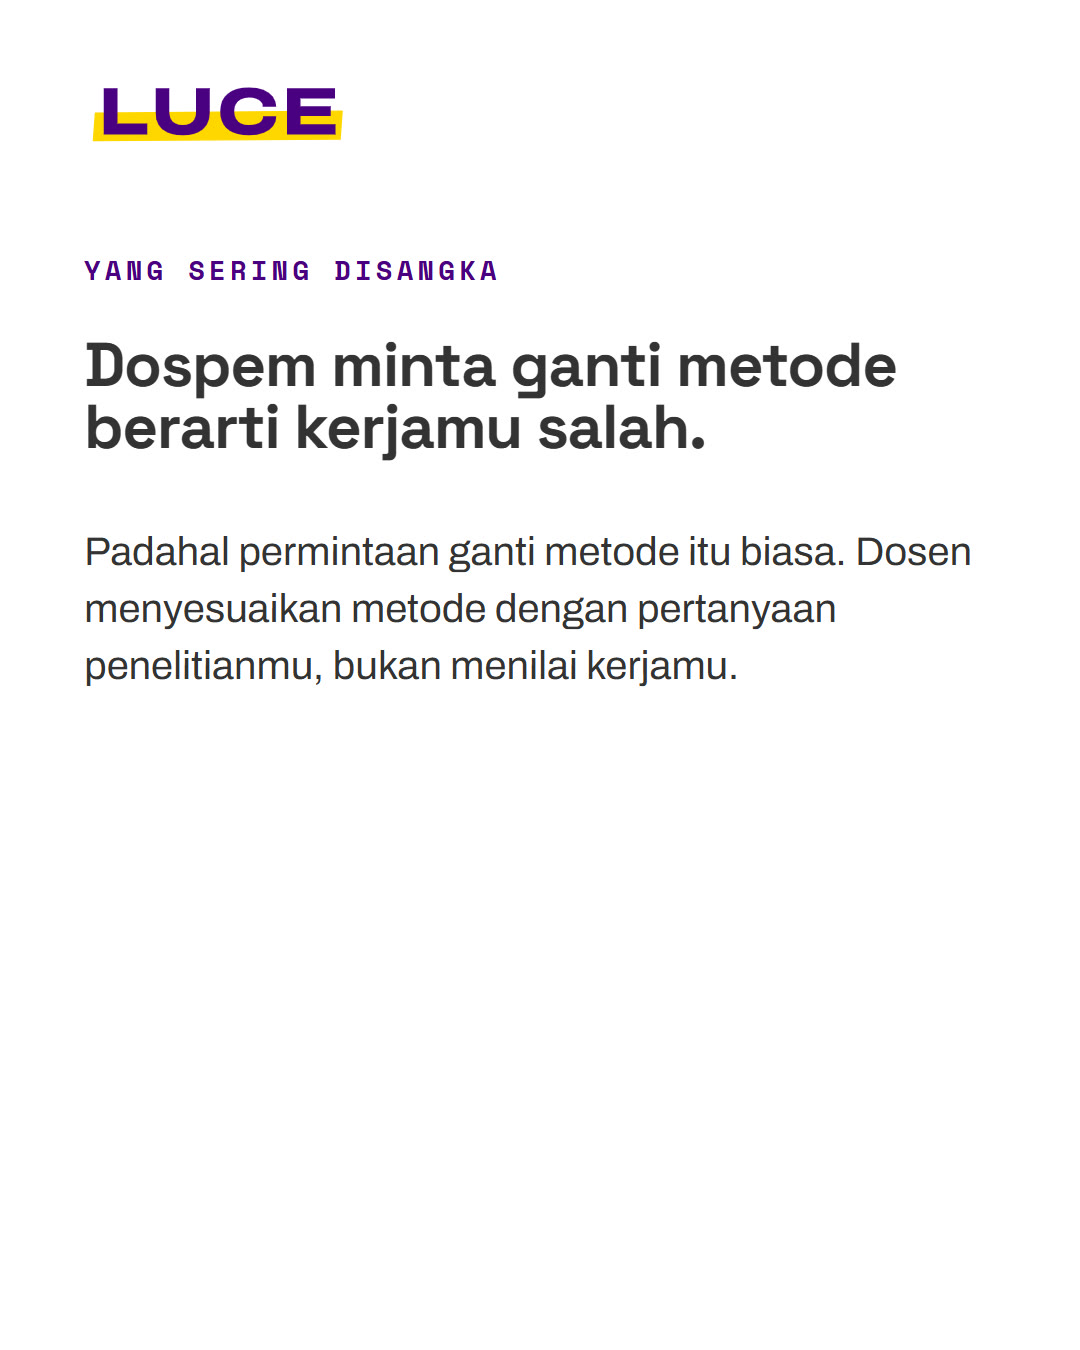 LUCE
YANG SERING DISANGKA
Dospem minta ganti metode
berarti kerjamu salah.
Padahal permintaan ganti metode itu biasa. Dosen
menyesuaikan metode dengan pertanyaan
penelitianmu, bukan menilai kerjamu.